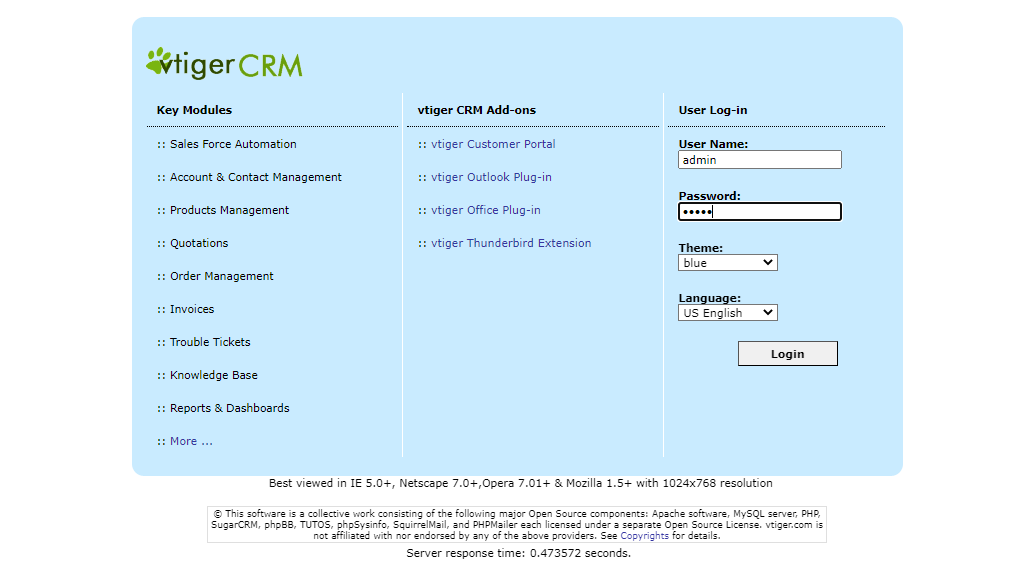 vtiger CRM
Key Modules
:: Sales Force Automation
:: Account & Contact Management
:: Products Management
:: Quotations
:: Order Management
:: Invoices
:: Trouble Tickets
:: Knowledge Base
:: Reports & Dashboards
:: More ...
vtiger CRM Add-ons
:: vtiger Customer Portal
:: vtiger Outlook Plug-in
:: vtiger Office Plug-in
:: vtiger Thunderbird Extension
User Log-in
User Name:
admin
Password:
•••••
Theme:
blue
Language:
US English
Login
Best viewed in IE 5.0+, Netscape 7.0+,Opera 7.01+ & Mozilla 1.5+ with 1024x768 resolution
© This software is a collective work consisting of the following major Open Source components: Apache software, MySQL server, PHP,
SugarCRM, phpBB, TUTOS, phpSysinfo, SquirrelMail, and PHPMailer each licensed under a separate Open Source License. vtiger.com is
not affiliated with nor endorsed by any of the above providers. See Copyrights for details.
Server response time: 0.473572 seconds.